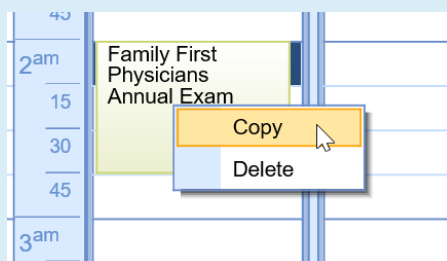 45
2am
Family First
Physicians
Annual Exam
15
Copy
30
Delete
45
3am